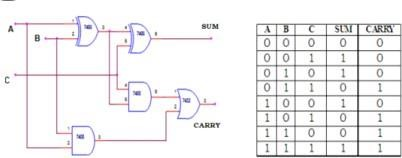 A
B
C
SUM
CARRY
A B C SUM CARRY
0 0 0 0 0
0 0 1 1 0
0 1 0 1 0
0 1 1 0 1
1 0 0 1 0
1 0 1 0 1
1 1 0 0 1
1 1 1 1 1